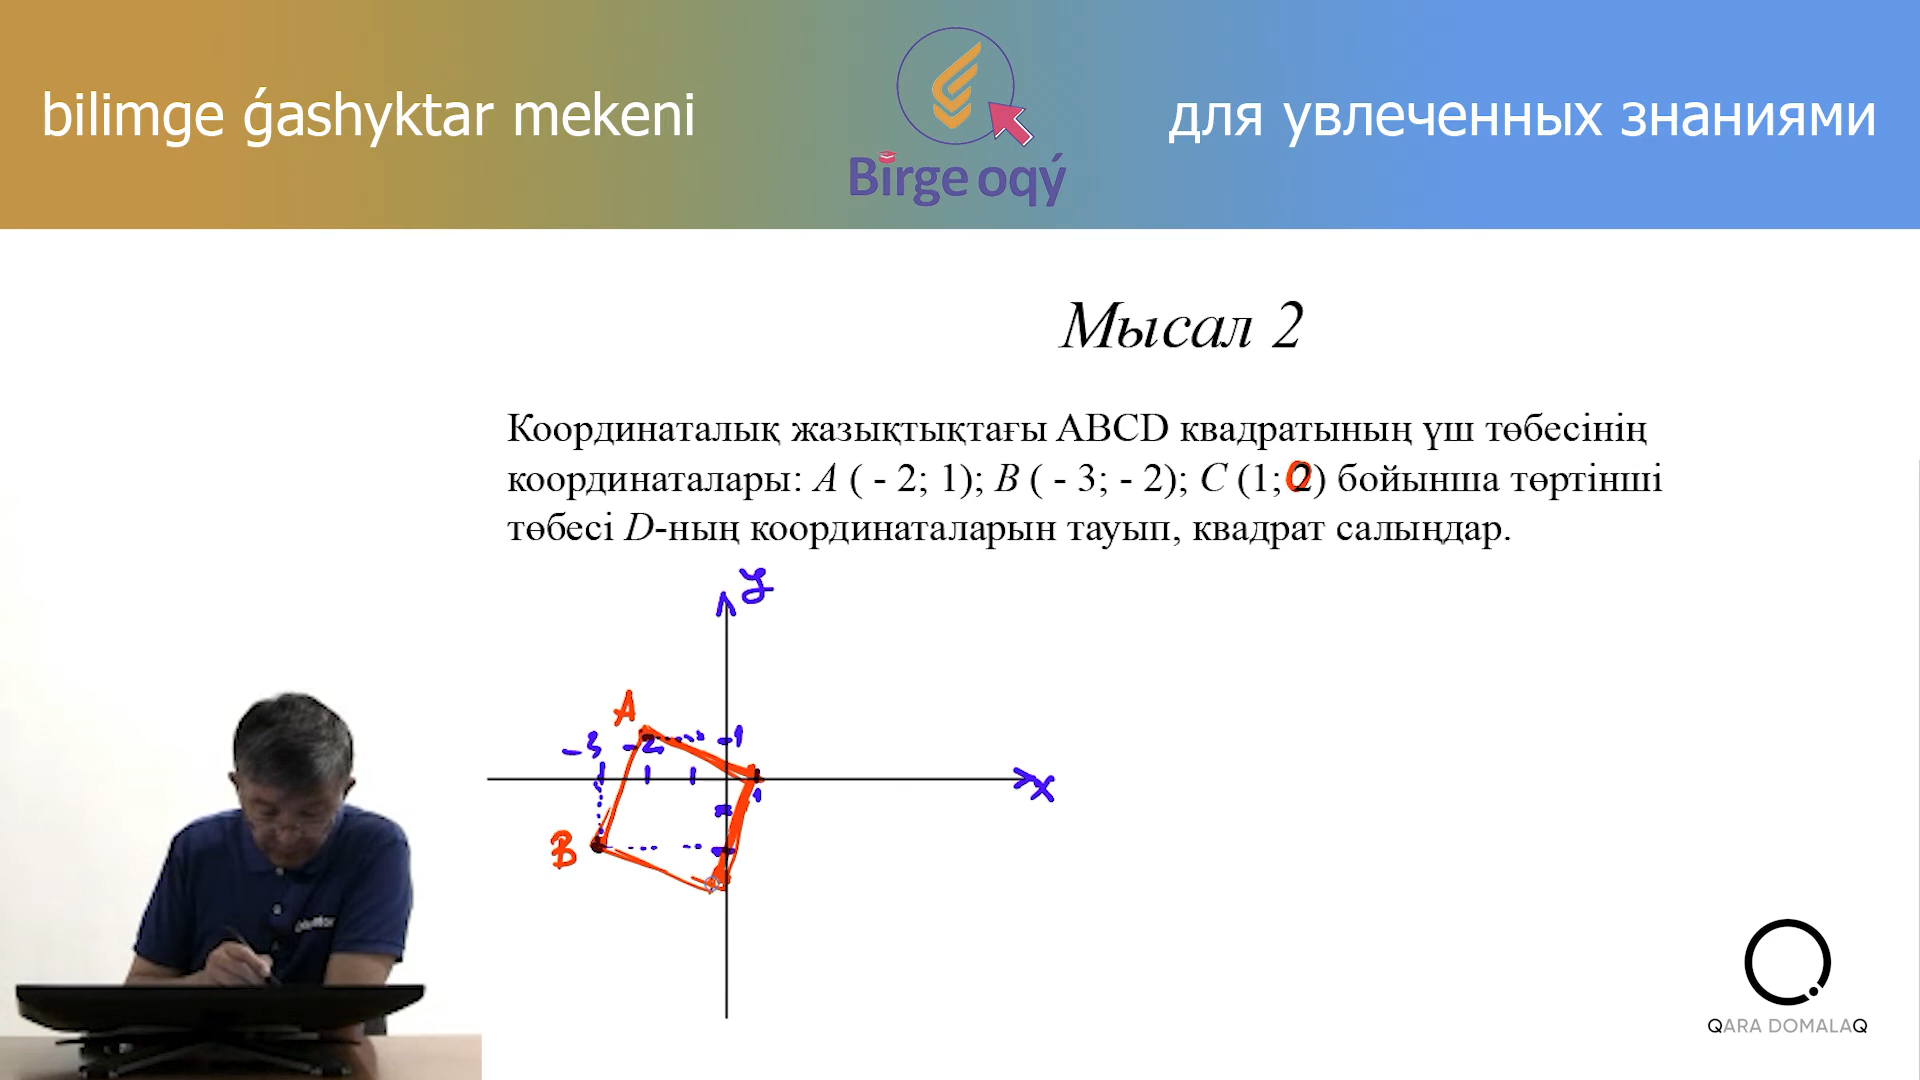 bilimge ǵashyktar mekeni
Birge oqý
для увлеченных знаниями
Мысал 2
Координаталық жазықтықтағы ABCD квадратының үш төбесінің
координаталары: A ( - 2; 1); B ( - 3; - 2); C (1; 2) бойынша төртінші
төбесі D-ның координаталарын тауып, квадрат салыңдар.
y
A
-3 -2 -1
x
1
B
QARA DOMALAQ